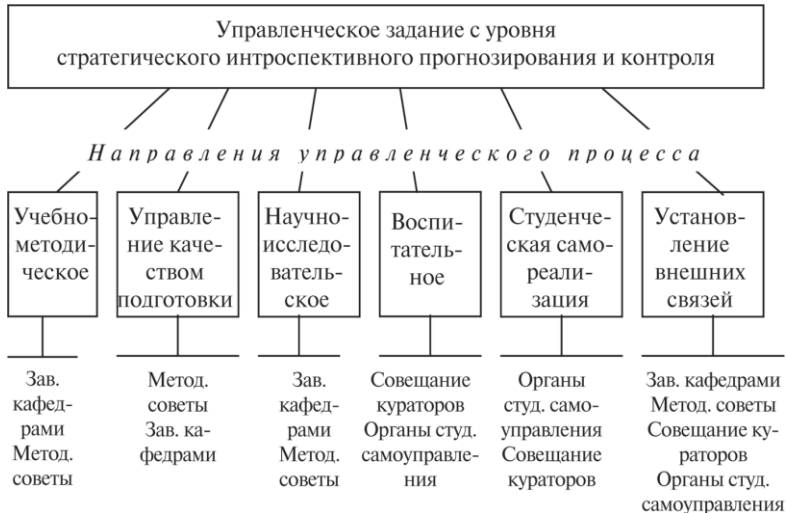 Управленческое задание с уровня
стратегического интроспективного прогнозирования и контроля
Направления управленческого процесса
Учебно-
методи-
ческое
Управле-
ние каче-
ством
подготовки
Научно-
исследо-
ватель-
ское
Воспи-
татель-
ное
Студенче-
ская само-
реали-
зация
Установ-
ление
внешних
связей
Зав.
кафед-
рами
Метод.
советы
Метод.
советы
Зав. ка-
федрами
Зав.
кафед-
рами
Метод.
советы
Совещание
кураторов
Органы студ.
самоуправле-
ния
Органы
студ. само-
управления
Совещание
кураторов
Зав. кафедрами
Метод. советы
Совещание ку-
раторов
Органы студ.
самоуправления